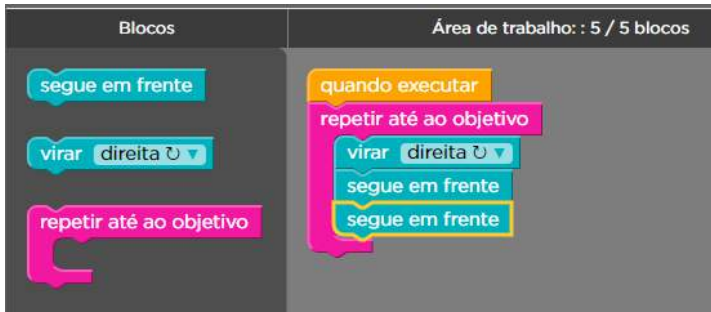 Blocos
Área de trabalho: : 5 / 5 blocos
segue em frente
virar direita ↻ ▼
repetir até ao objetivo
quando executar
repetir até ao objetivo
virar direita ↻ ▼
segue em frente
segue em frente